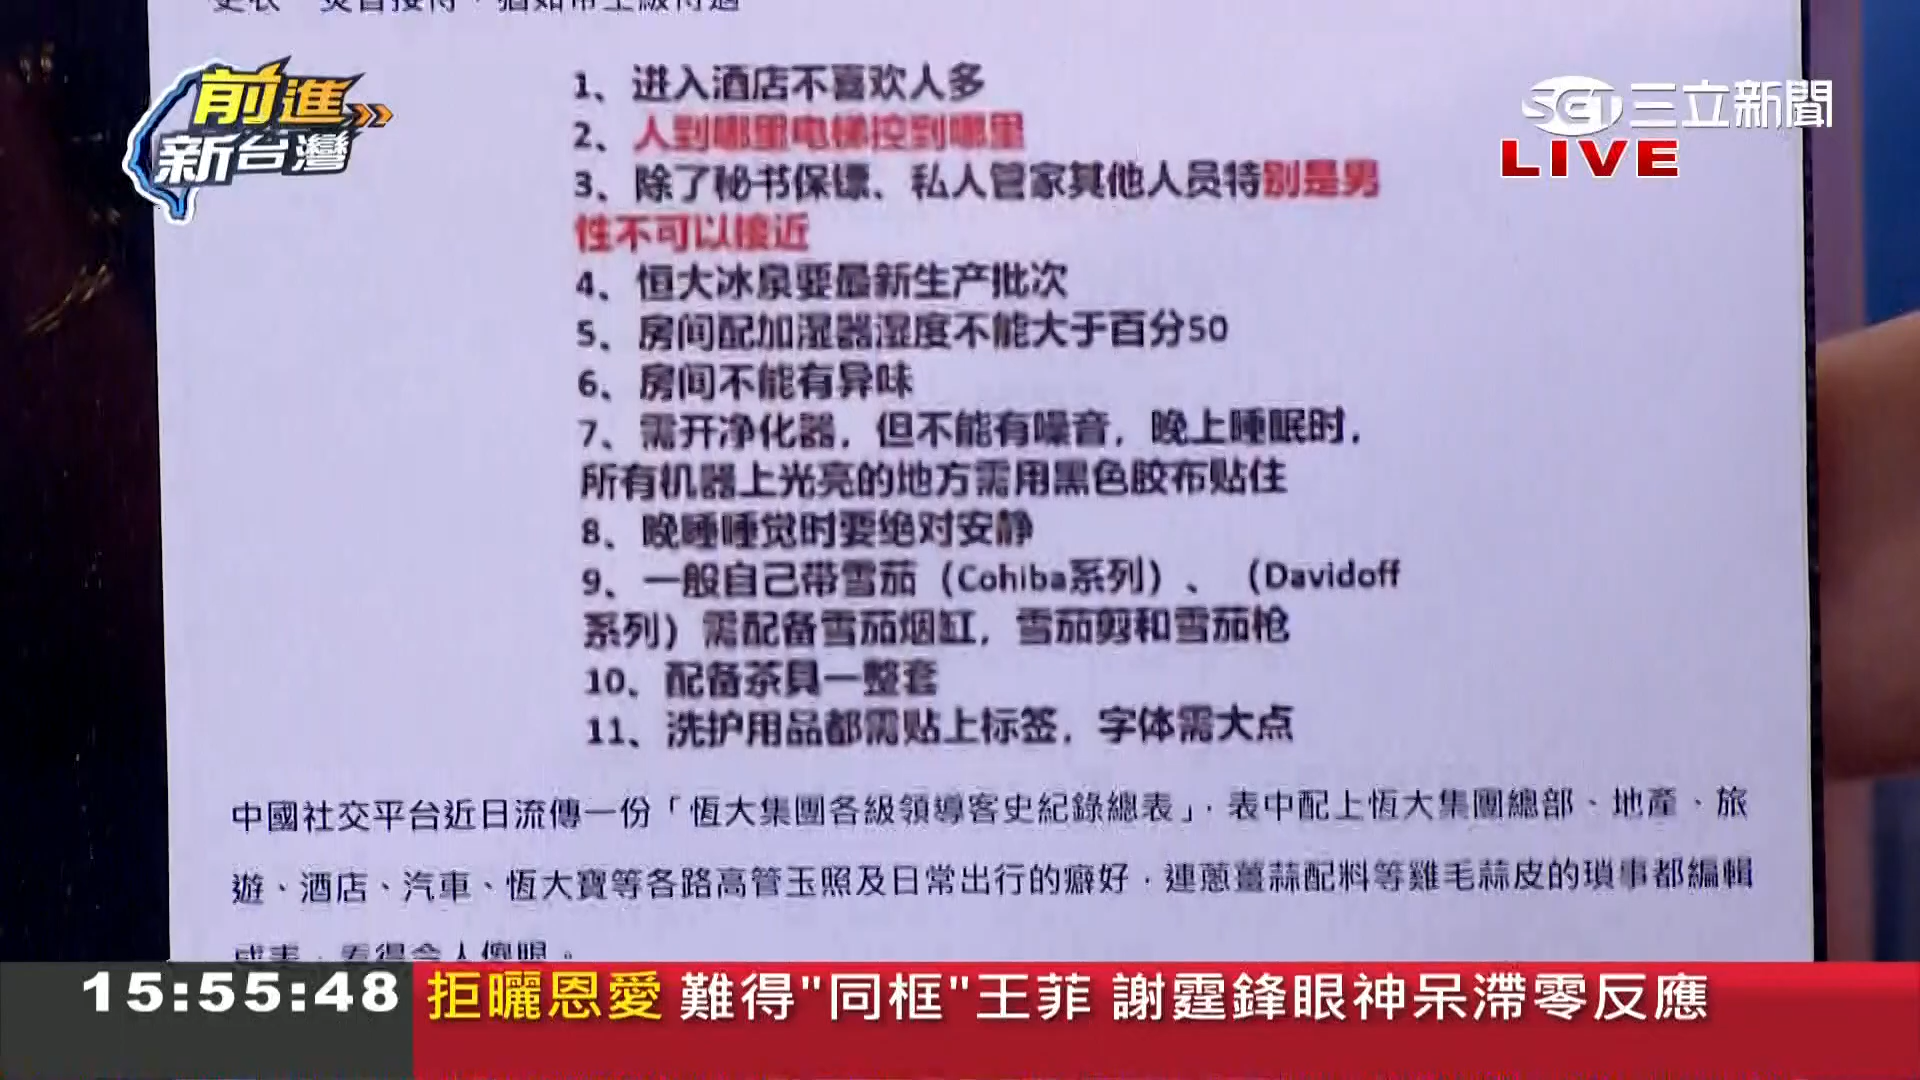 前進
新台灣
SET三立新聞
LIVE
1、进入酒店不喜欢人多
2、人到哪里电梯控到哪里
3、除了秘书保镖、私人管家其他人员特别是男
性不可以接近
4、恒大冰泉要最新生产批次
5、房间配加湿器湿度不能大于百分50
6、房间不能有异味
7、需开净化器，但不能有噪音，晚上睡眠时，
所有机器上光亮的地方需用黑色胶布贴住
8、晚睡睡觉时要绝对安静
9、一般自己带雪茄（Cohiba系列）、（Davidoff
系列）需配备雪茄烟缸，雪茄剪和雪茄枪
10、配备茶具一整套
11、洗护用品都需贴上标签，字体需大点
中國社交平台近日流傳一份「恆大集團各級領導客史紀錄總表」，表中配上恆大集團總部、地產、旅
遊、酒店、汽車、恆大寶等各路高管玉照及日常出行的癖好，連蔥薑蒜配料等雞毛蒜皮的瑣事都編輯
15:55:48 拒曬恩愛 難得"同框"王菲 謝霆鋒眼神呆滯零反應